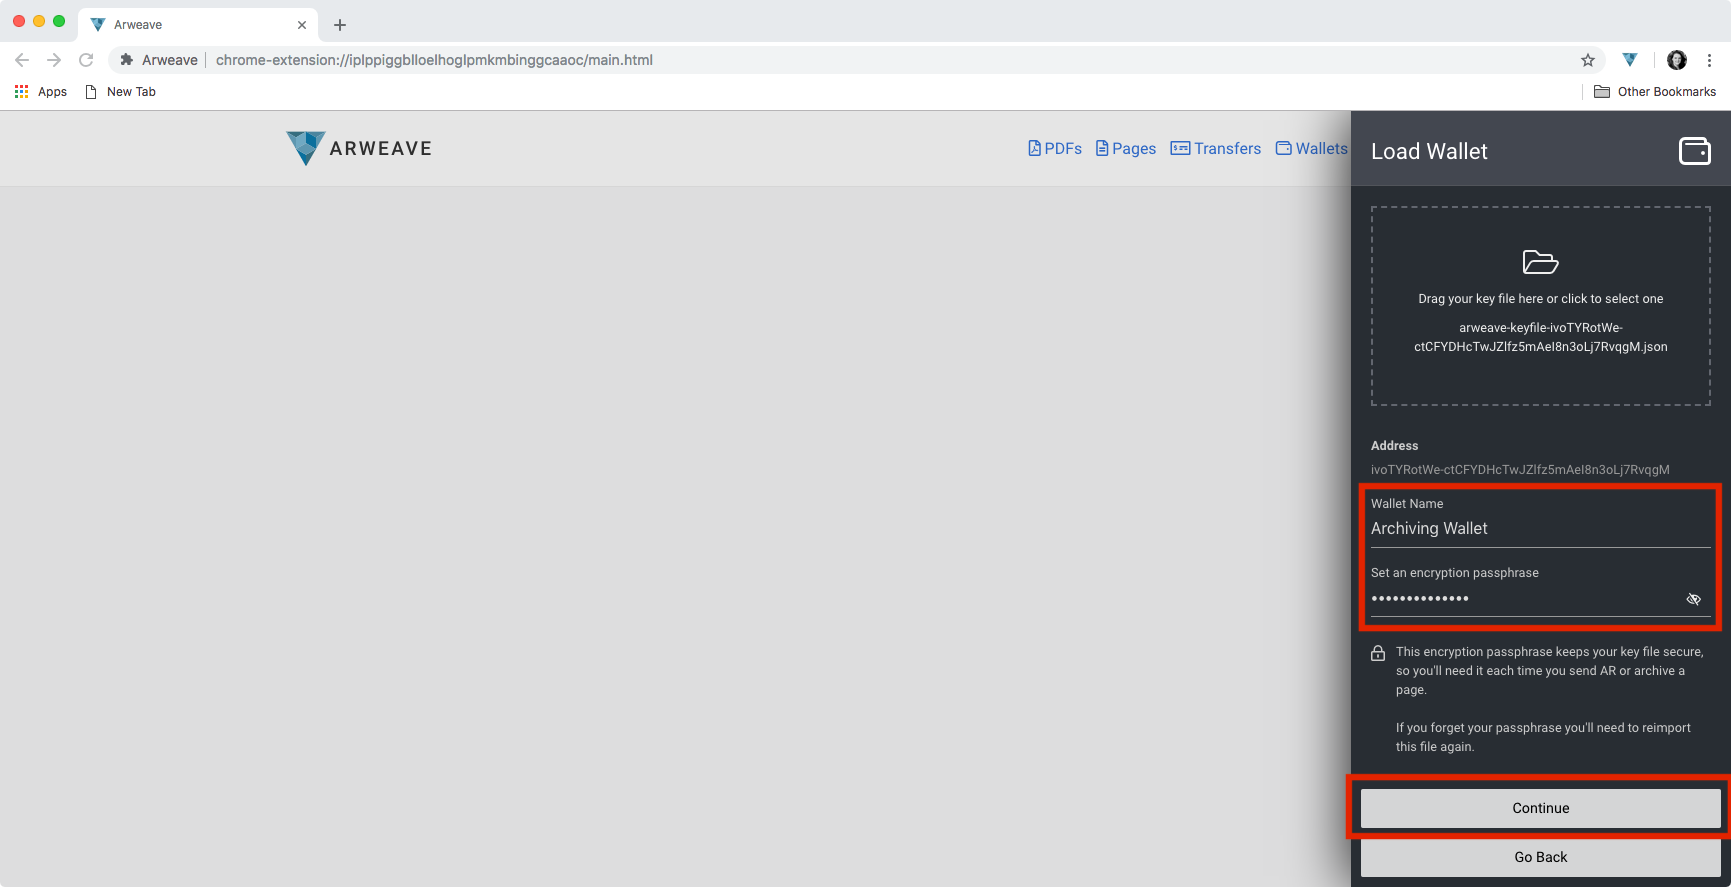 Arweave
Arweave chrome-extension://iplppiggblloelhoglpmkmbinggcaaoc/main.html
Apps New Tab Other Bookmarks
ARWEAVE PDFs Pages Transfers Wallets
Load Wallet
Drag your key file here or click to select one
arweave-keyfile-ivoTYRotWe-
ctCFYDHcTwJZlfz5mAeI8n3oLj7RvqgM.json
Address
ivoTYRotWe-ctCFYDHcTwJZlfz5mAeI8n3oLj7RvqgM
Wallet Name
Archiving Wallet
Set an encryption passphrase
••••••••••••••
This encryption passphrase keeps your key file secure,
so you'll need it each time you send AR or archive a
page.
If you forget your passphrase you'll need to reimport
this file again.
Continue
Go Back